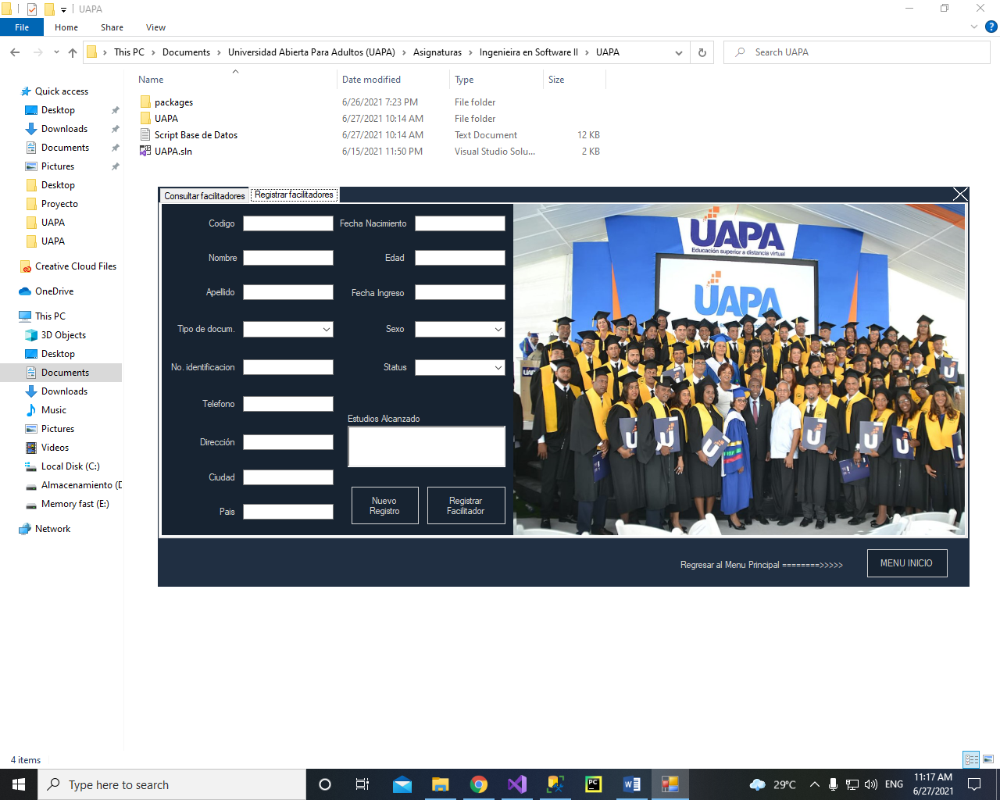 UAPA
File
Home
Share
View
This PC
Documents
Universidad Abierta Para Adultos (UAPA)
Asignaturas
Ingenieira en Software II
UAPA
Search UAPA
Name
Date modified
Type
Size
packages
6/26/2021 7:23 PM
File folder
UAPA
6/27/2021 10:14 AM
File folder
Script Base de Datos
6/27/2021 10:14 AM
Text Document
12 KB
UAPA.sln
6/15/2021 11:50 PM
Visual Studio Solu...
2 KB
Quick access
Desktop
Downloads
Documents
Pictures
Desktop
Proyecto
UAPA
UAPA
Creative Cloud Files
OneDrive
This PC
3D Objects
Desktop
Documents
Downloads
Music
Pictures
Videos
Local Disk (C:)
Almacenamiento (D
Memory fast (E:)
Network
Consultar facilitadores
Registrar facilitadores
Codigo
Fecha Nacimiento
Nombre
Edad
Apellido
Fecha Ingreso
Tipo de docum.
Sexo
No. identificacion
Status
Telefono
Estudios Alcanzado
Dirección
Ciudad
Pais
Nuevo
Registro
Registrar
Facilitador
UAPA
Educación superior a distancia virtual
UAPA
Regresar al Menu Principal ========>>>>>
MENU INICIO
4 items
Type here to search
PC
29°C
ENG
11:17 AM
6/27/2021